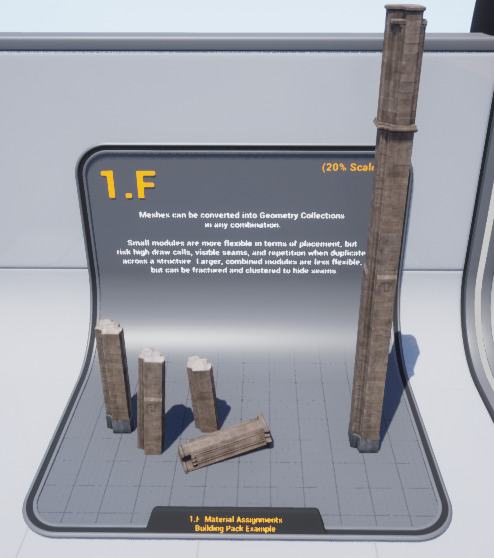 1.F
(20% Scale
Meshes can be converted into Geometry Collections
in any combination.
Small modules are more flexible in terms of placement, but
risk high draw calls, visible seams, and repetition when duplicate
across a structure. Larger, combined modules are less flexible,
but can be fractured and clustered to hide seams
1.F Material Assignments
Building Pack Example